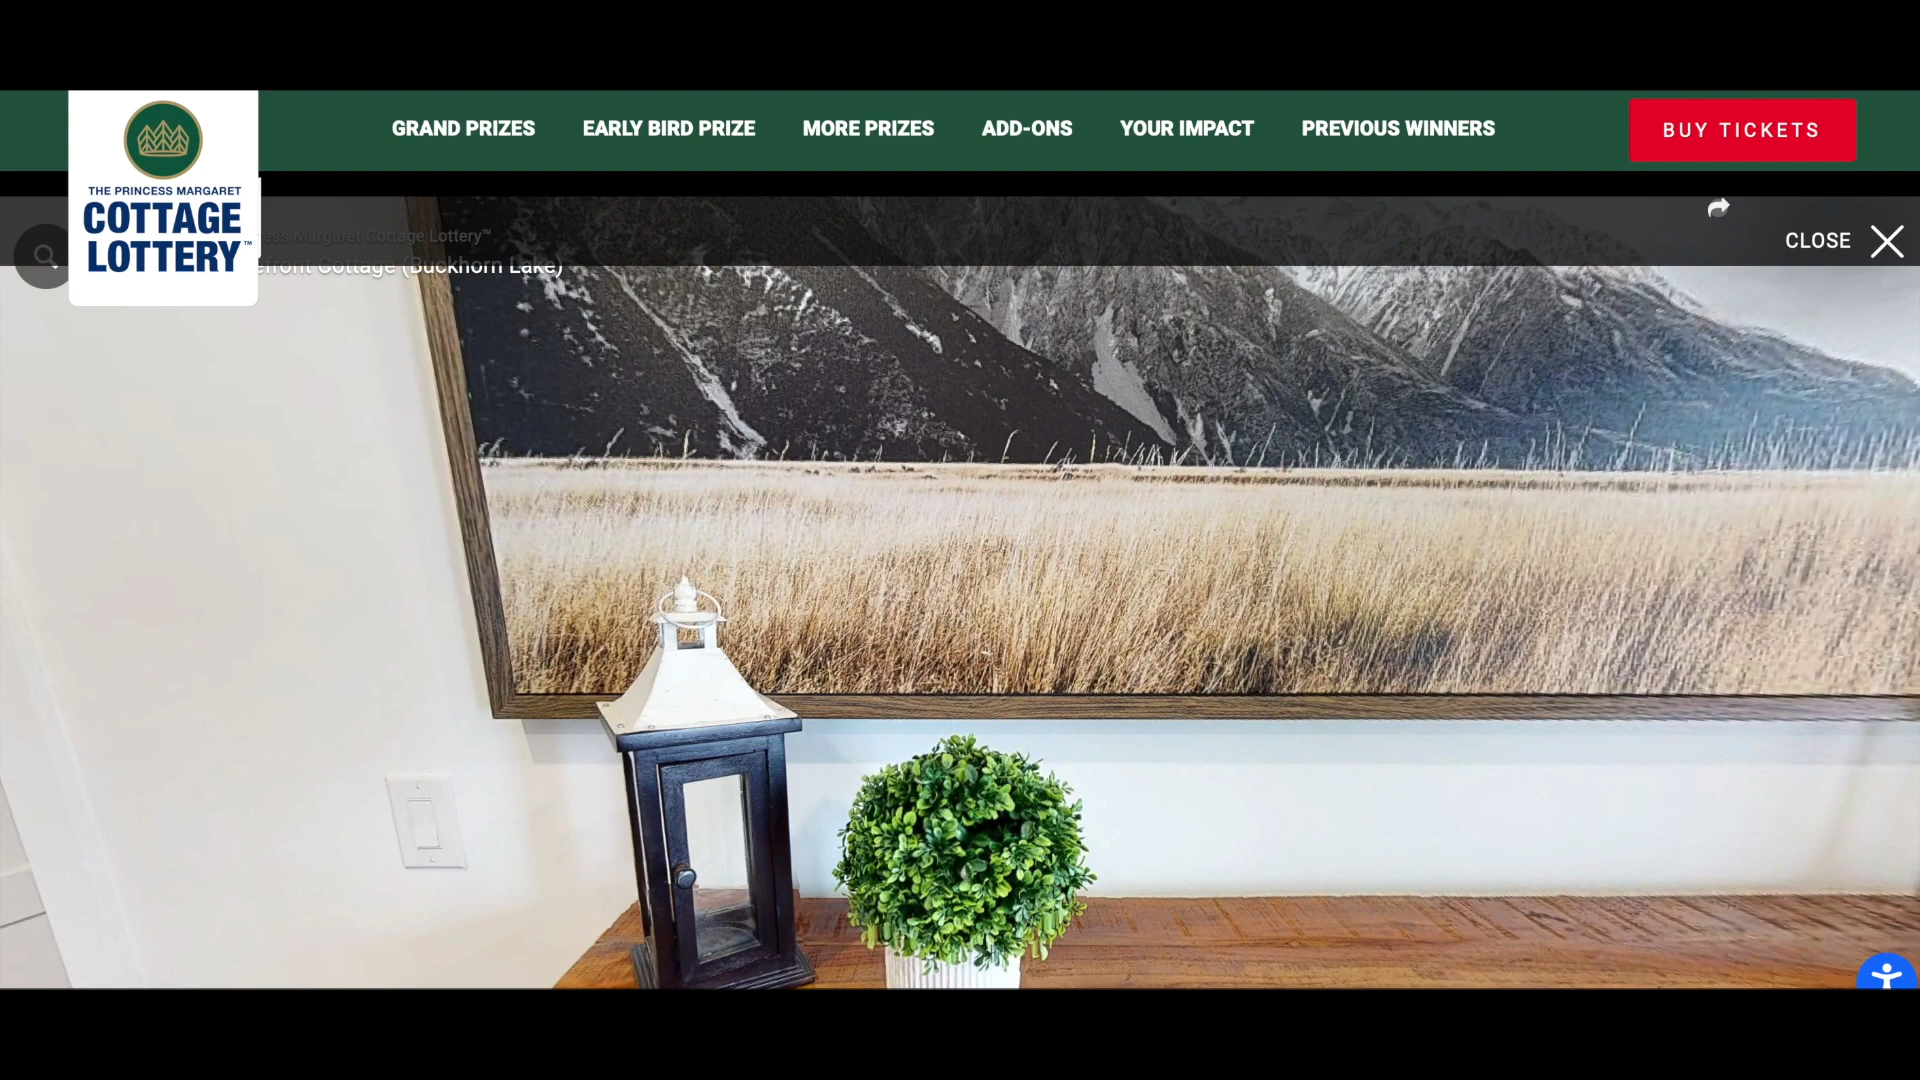 GRAND PRIZES
EARLY BIRD PRIZE
MORE PRIZES
ADD-ONS
YOUR IMPACT
PREVIOUS WINNERS
BUY TICKETS
THE PRINCESS MARGARET
COTTAGE
LOTTERY™
Margaret Cottage Lottery™
Cottage (Buckhorn Lake)
CLOSE